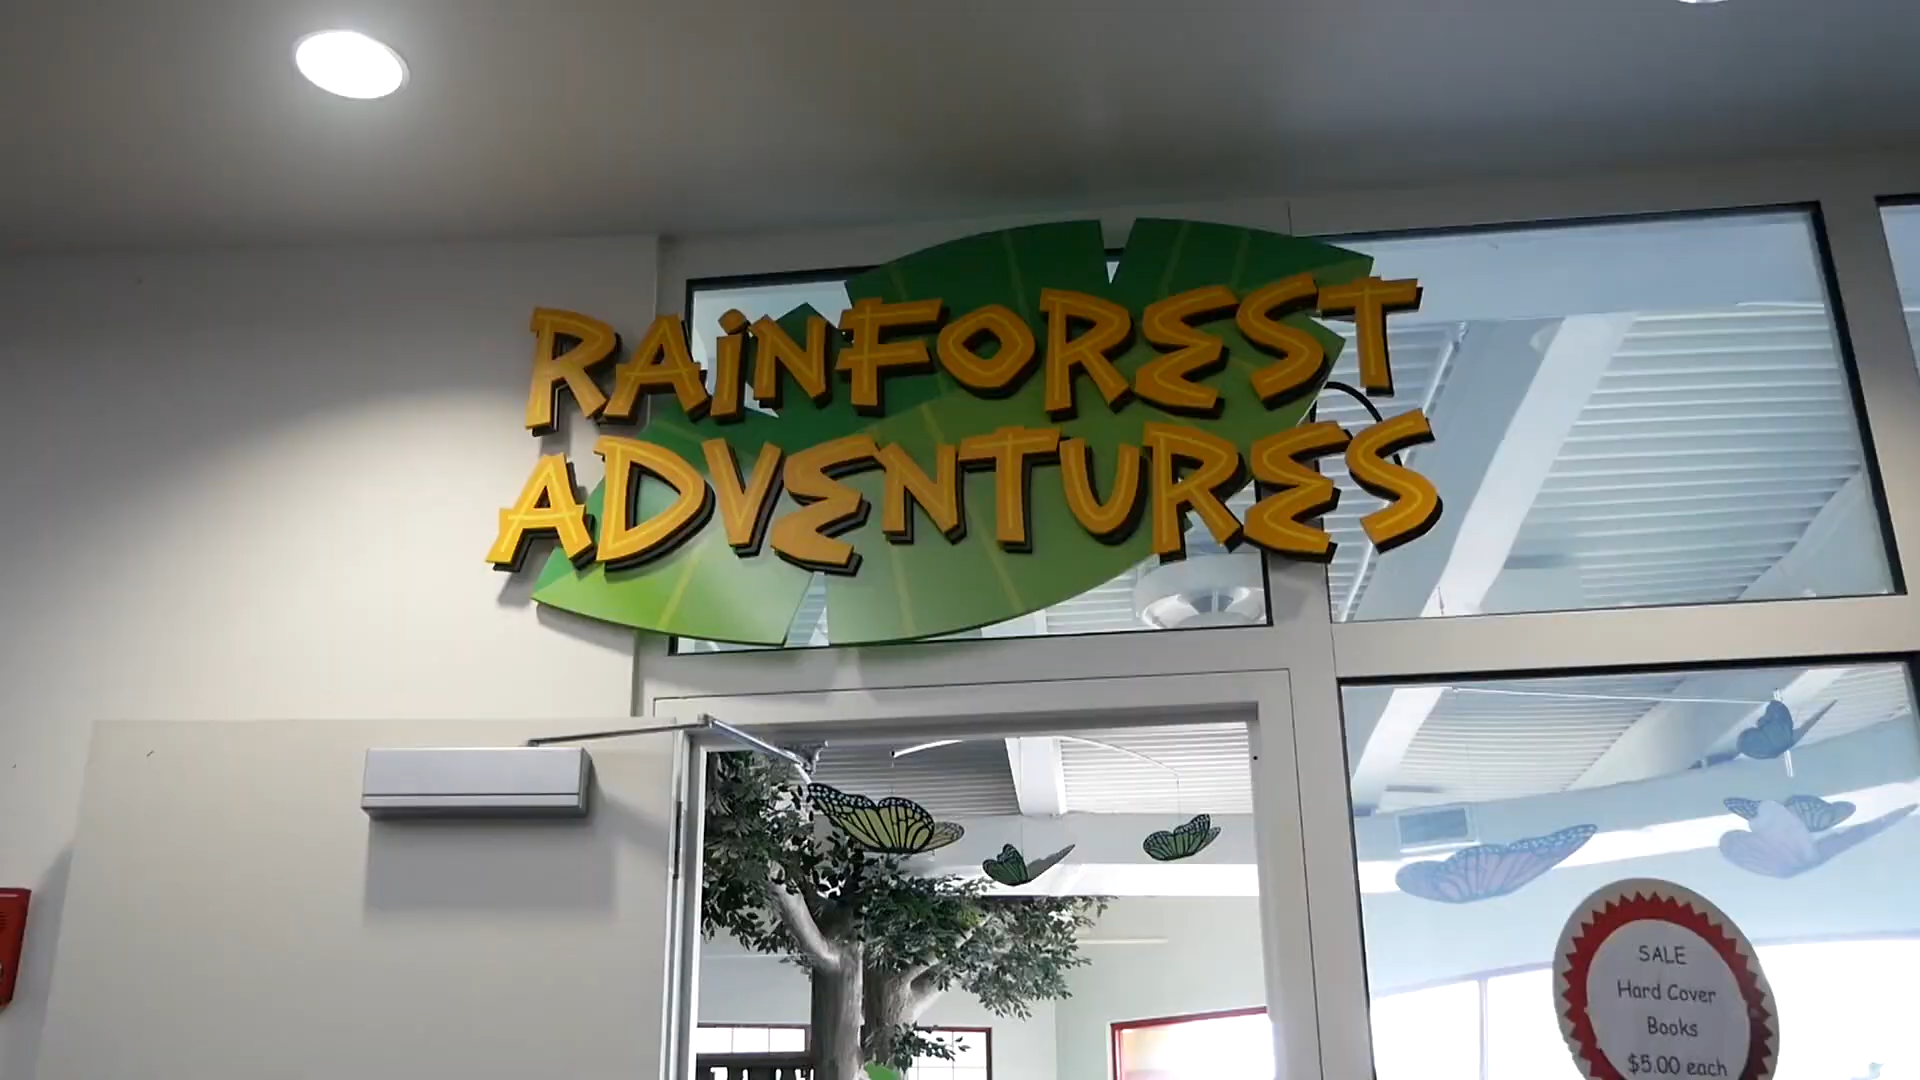 RAiNFOREST
ADVENTURES
SALE
Hard Cover
Books
$5.00 each